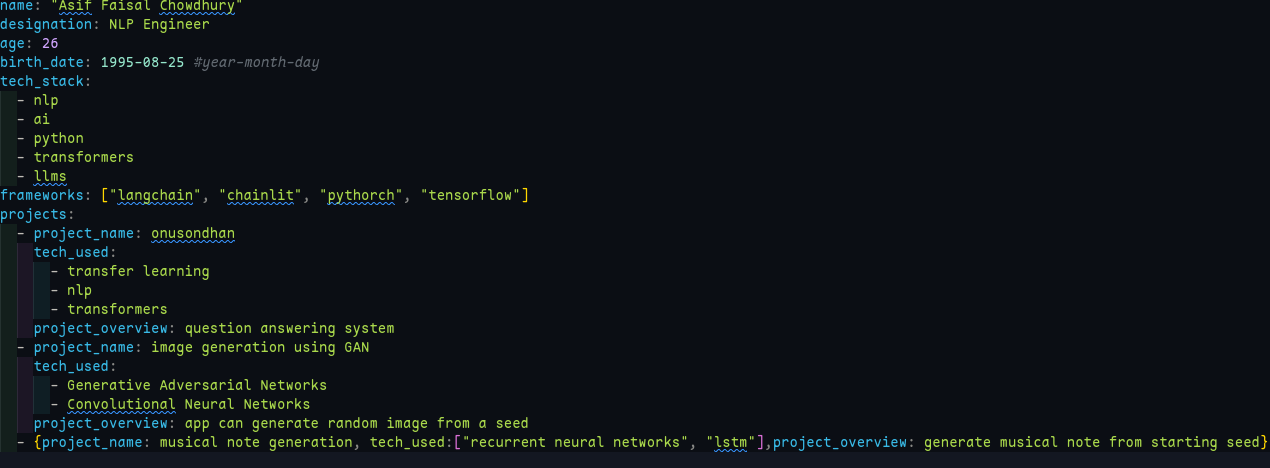 name: "Asif Faisal Chowdhury"
designation: NLP Engineer
age: 26
birth_date: 1995-08-25 #year-month-day
tech_stack:
  - nlp
  - ai
  - python
  - transformers
  - llms
frameworks: ["langchain", "chainlit", "pythorch", "tensorflow"]
projects:
  - project_name: onusondhan
    tech_used:
      - transfer learning
      - nlp
      - transformers
    project_overview: question answering system
  - project_name: image generation using GAN
    tech_used:
      - Generative Adversarial Networks
      - Convolutional Neural Networks
    project_overview: app can generate random image from a seed
  - {project_name: musical note generation, tech_used:["recurrent neural networks", "lstm"],project_overview: generate musical note from starting seed}